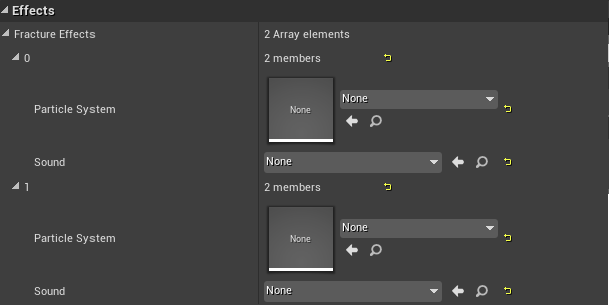 Effects
Fracture Effects 2 Array elements
0 2 members
Particle System None None
Sound None
1 2 members
Particle System None None
Sound None